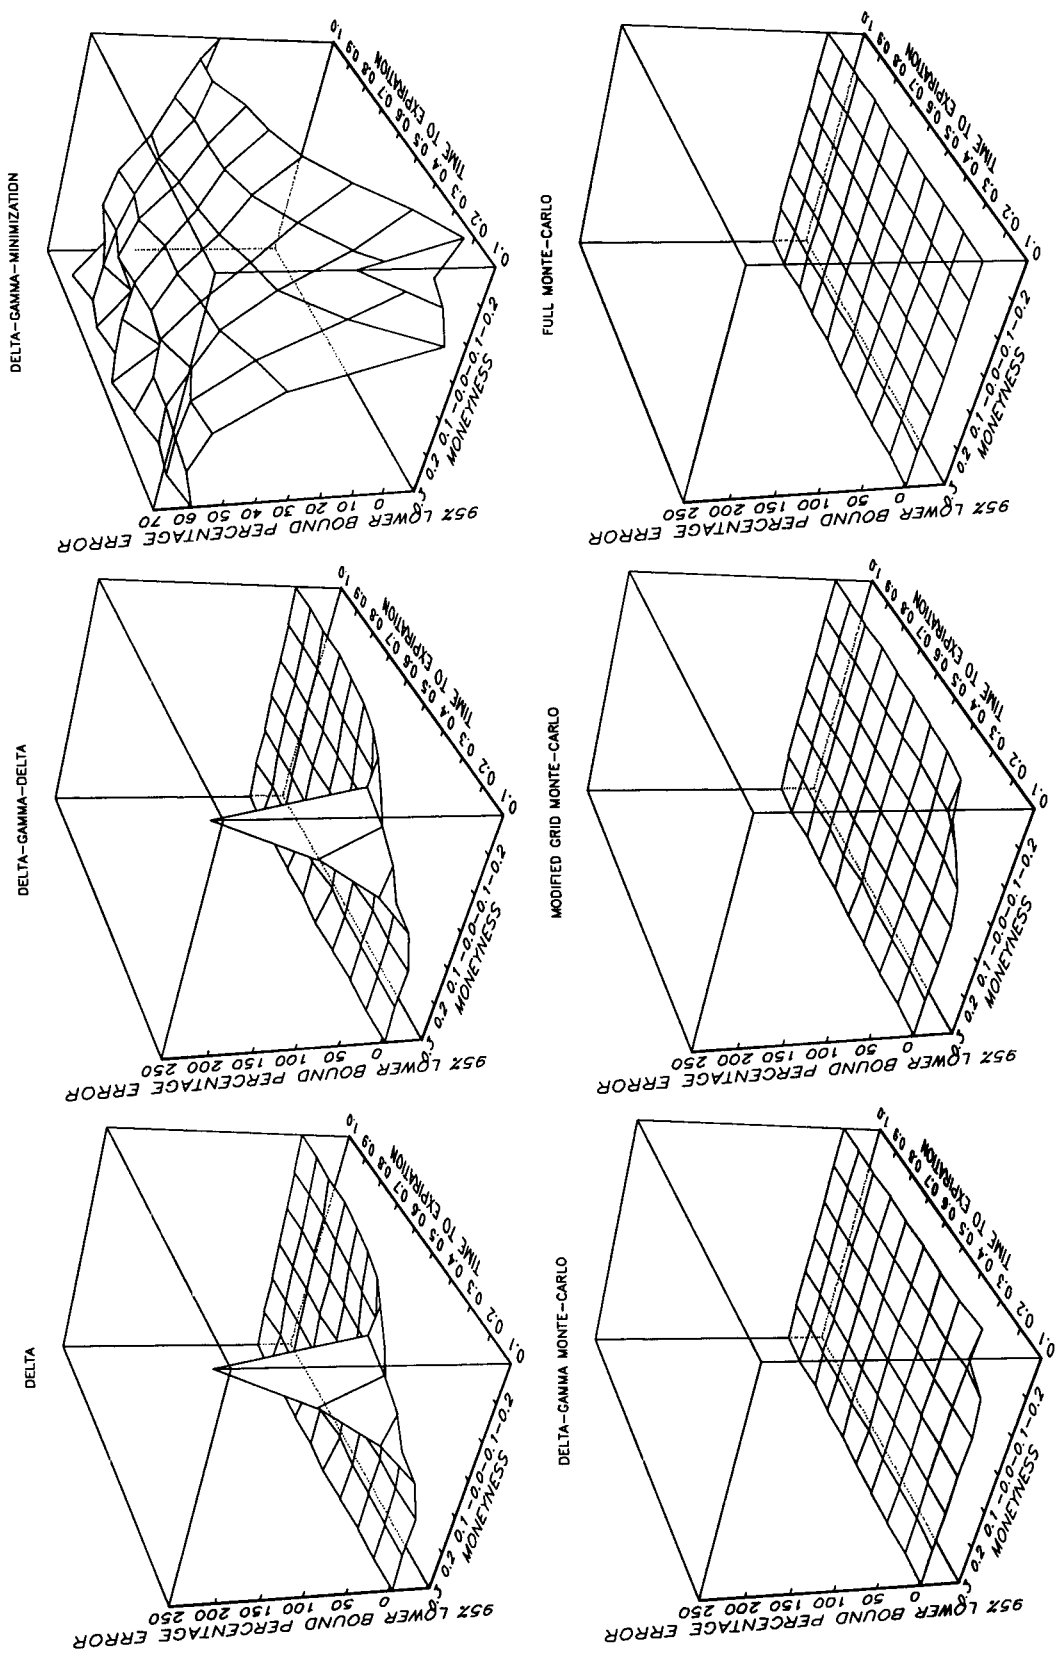 DELTA
95% LOWER BOUND PERCENTAGE ERROR
0 50 100 150 200 250
0.2 0.1 -0.0-0.1-0.2
MONEYNESS
0.1 0.2 0.3 0.4 0.5 0.6 0.7 0.8 0.9 1.0
TIME TO EXPIRATION
DELTA-GAMMA-DELTA
95% LOWER BOUND PERCENTAGE ERROR
0 50 100 150 200 250
0.2 0.1 -0.0-0.1-0.2
MONEYNESS
0.1 0.2 0.3 0.4 0.5 0.6 0.7 0.8 0.9 1.0
TIME TO EXPIRATION
DELTA-GAMMA-MINIMIZATION
95% LOWER BOUND PERCENTAGE ERROR
0 10 20 30 40 50 60 70
0.2 0.1 -0.0-0.1-0.2
MONEYNESS
0.1 0.2 0.3 0.4 0.5 0.6 0.7 0.8 0.9 1.0
TIME TO EXPIRATION
DELTA-GAMMA MONTE-CARLO
95% LOWER BOUND PERCENTAGE ERROR
0 50 100 150 200 250
0.2 0.1 -0.0-0.1-0.2
MONEYNESS
0.1 0.2 0.3 0.4 0.5 0.6 0.7 0.8 0.9 1.0
TIME TO EXPIRATION
MODIFIED GRID MONTE-CARLO
95% LOWER BOUND PERCENTAGE ERROR
0 50 100 150 200 250
0.2 0.1 -0.0-0.1-0.2
MONEYNESS
0.1 0.2 0.3 0.4 0.5 0.6 0.7 0.8 0.9 1.0
TIME TO EXPIRATION
FULL MONTE-CARLO
95% LOWER BOUND PERCENTAGE ERROR
0 50 100 150 200 250
0.2 0.1 -0.0-0.1-0.2
MONEYNESS
0.1 0.2 0.3 0.4 0.5 0.6 0.7 0.8 0.9 1.0
TIME TO EXPIRATION